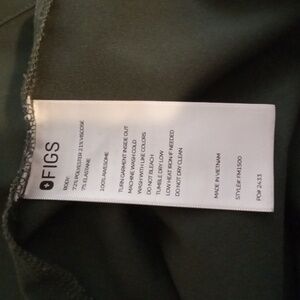 FIGS
BODY:
72% POLYESTER 21% VISCOSE
7% ELASTANE
100% AWESOME
TURN GARMENT INSIDE OUT
MACHINE WASH COLD
WASH WITH LIKE COLORS
DO NOT BLEACH
TUMBLE DRY LOW
LOW HEAT IRON IF NEEDED
DO NOT DRY CLEAN
MADE IN VIETNAM
STYLE# FM1500
PO# 2433